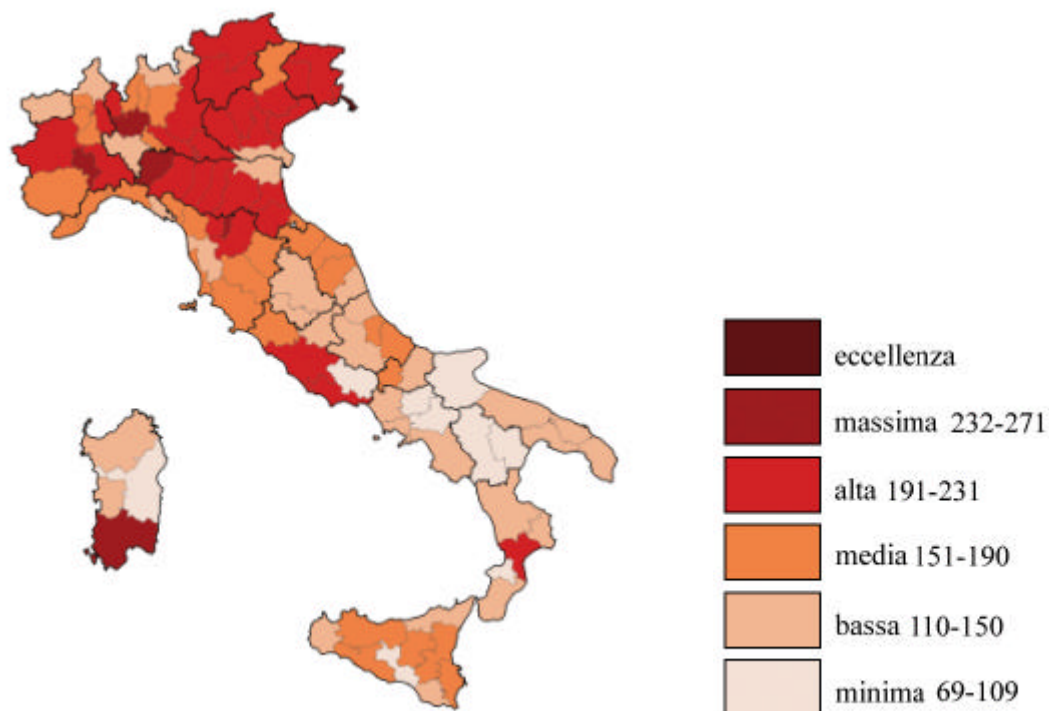 eccellenza
massima 232-271
alta 191-231
media 151-190
bassa 110-150
minima 69-109